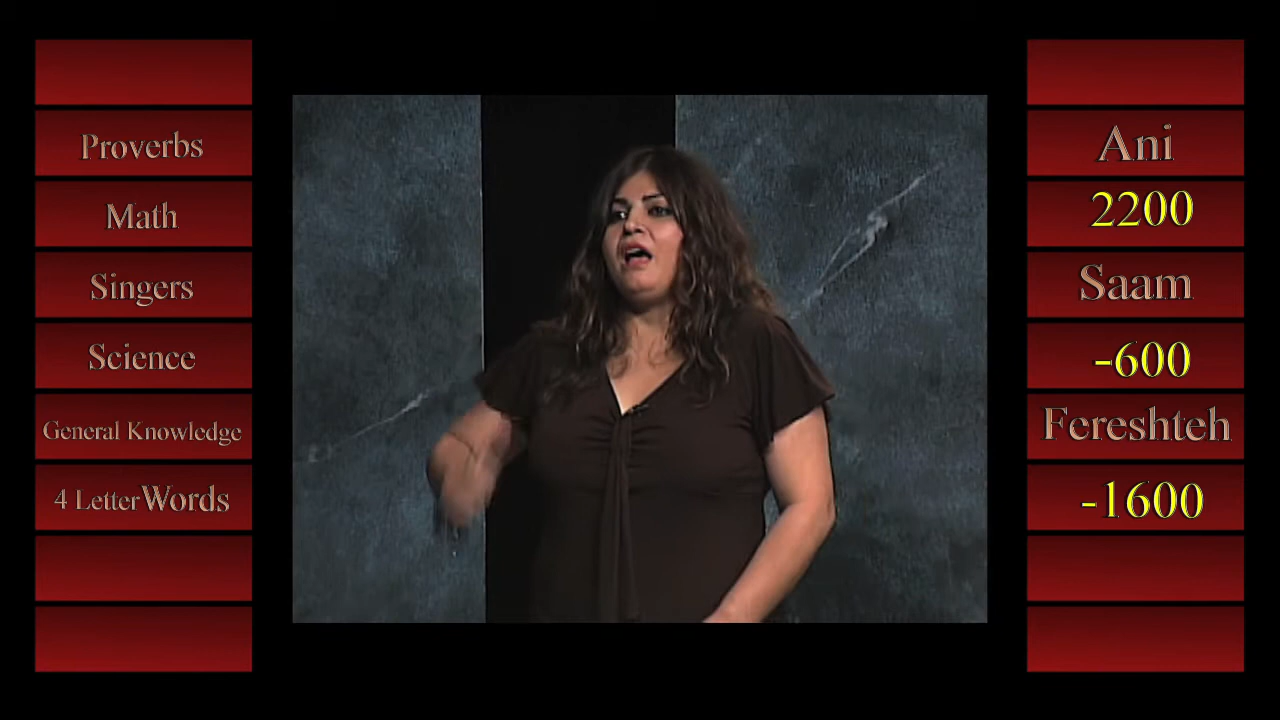 Proverbs
Math
Singers
Science
General Knowledge
4 Letter Words
Ani
2200
Saam
-600
Fereshteh
-1600